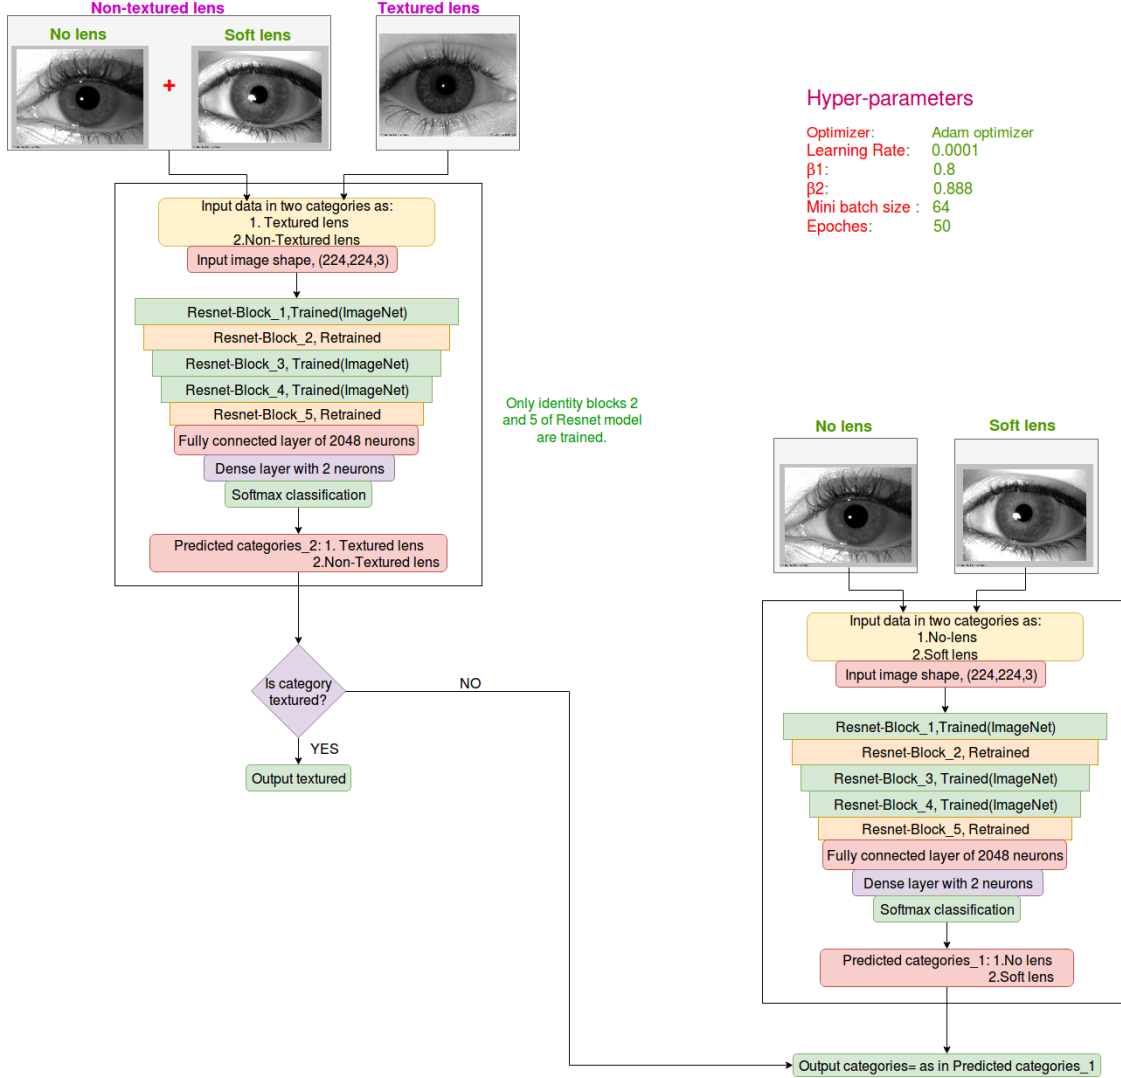 Non-textured lens
Textured lens
No lens
Soft lens
+
Input data in two categories as:
1. Textured lens
2.Non-Textured lens
Input image shape, (224,224,3)
Resnet-Block_1,Trained(ImageNet)
Resnet-Block_2, Retrained
Resnet-Block_3, Trained(ImageNet)
Resnet-Block_4, Trained(ImageNet)
Resnet-Block_5, Retrained
Fully connected layer of 2048 neurons
Dense layer with 2 neurons
Softmax classification
Predicted categories_2: 1. Textured lens
2.Non-Textured lens
Is category
textured?
NO
YES
Output textured
Only identity blocks 2
and 5 of Resnet model
are trained.
Hyper-parameters
Optimizer: Adam optimizer
Learning Rate: 0.0001
β1: 0.8
β2: 0.888
Mini batch size : 64
Epoches: 50
No lens
Soft lens
Input data in two categories as:
1.No-lens
2.Soft lens
Input image shape, (224,224,3)
Resnet-Block_1,Trained(ImageNet)
Resnet-Block_2, Retrained
Resnet-Block_3, Trained(ImageNet)
Resnet-Block_4, Trained(ImageNet)
Resnet-Block_5, Retrained
Fully connected layer of 2048 neurons
Dense layer with 2 neurons
Softmax classification
Predicted categories_1: 1.No lens
2.Soft lens
Output categories= as in Predicted categories_1